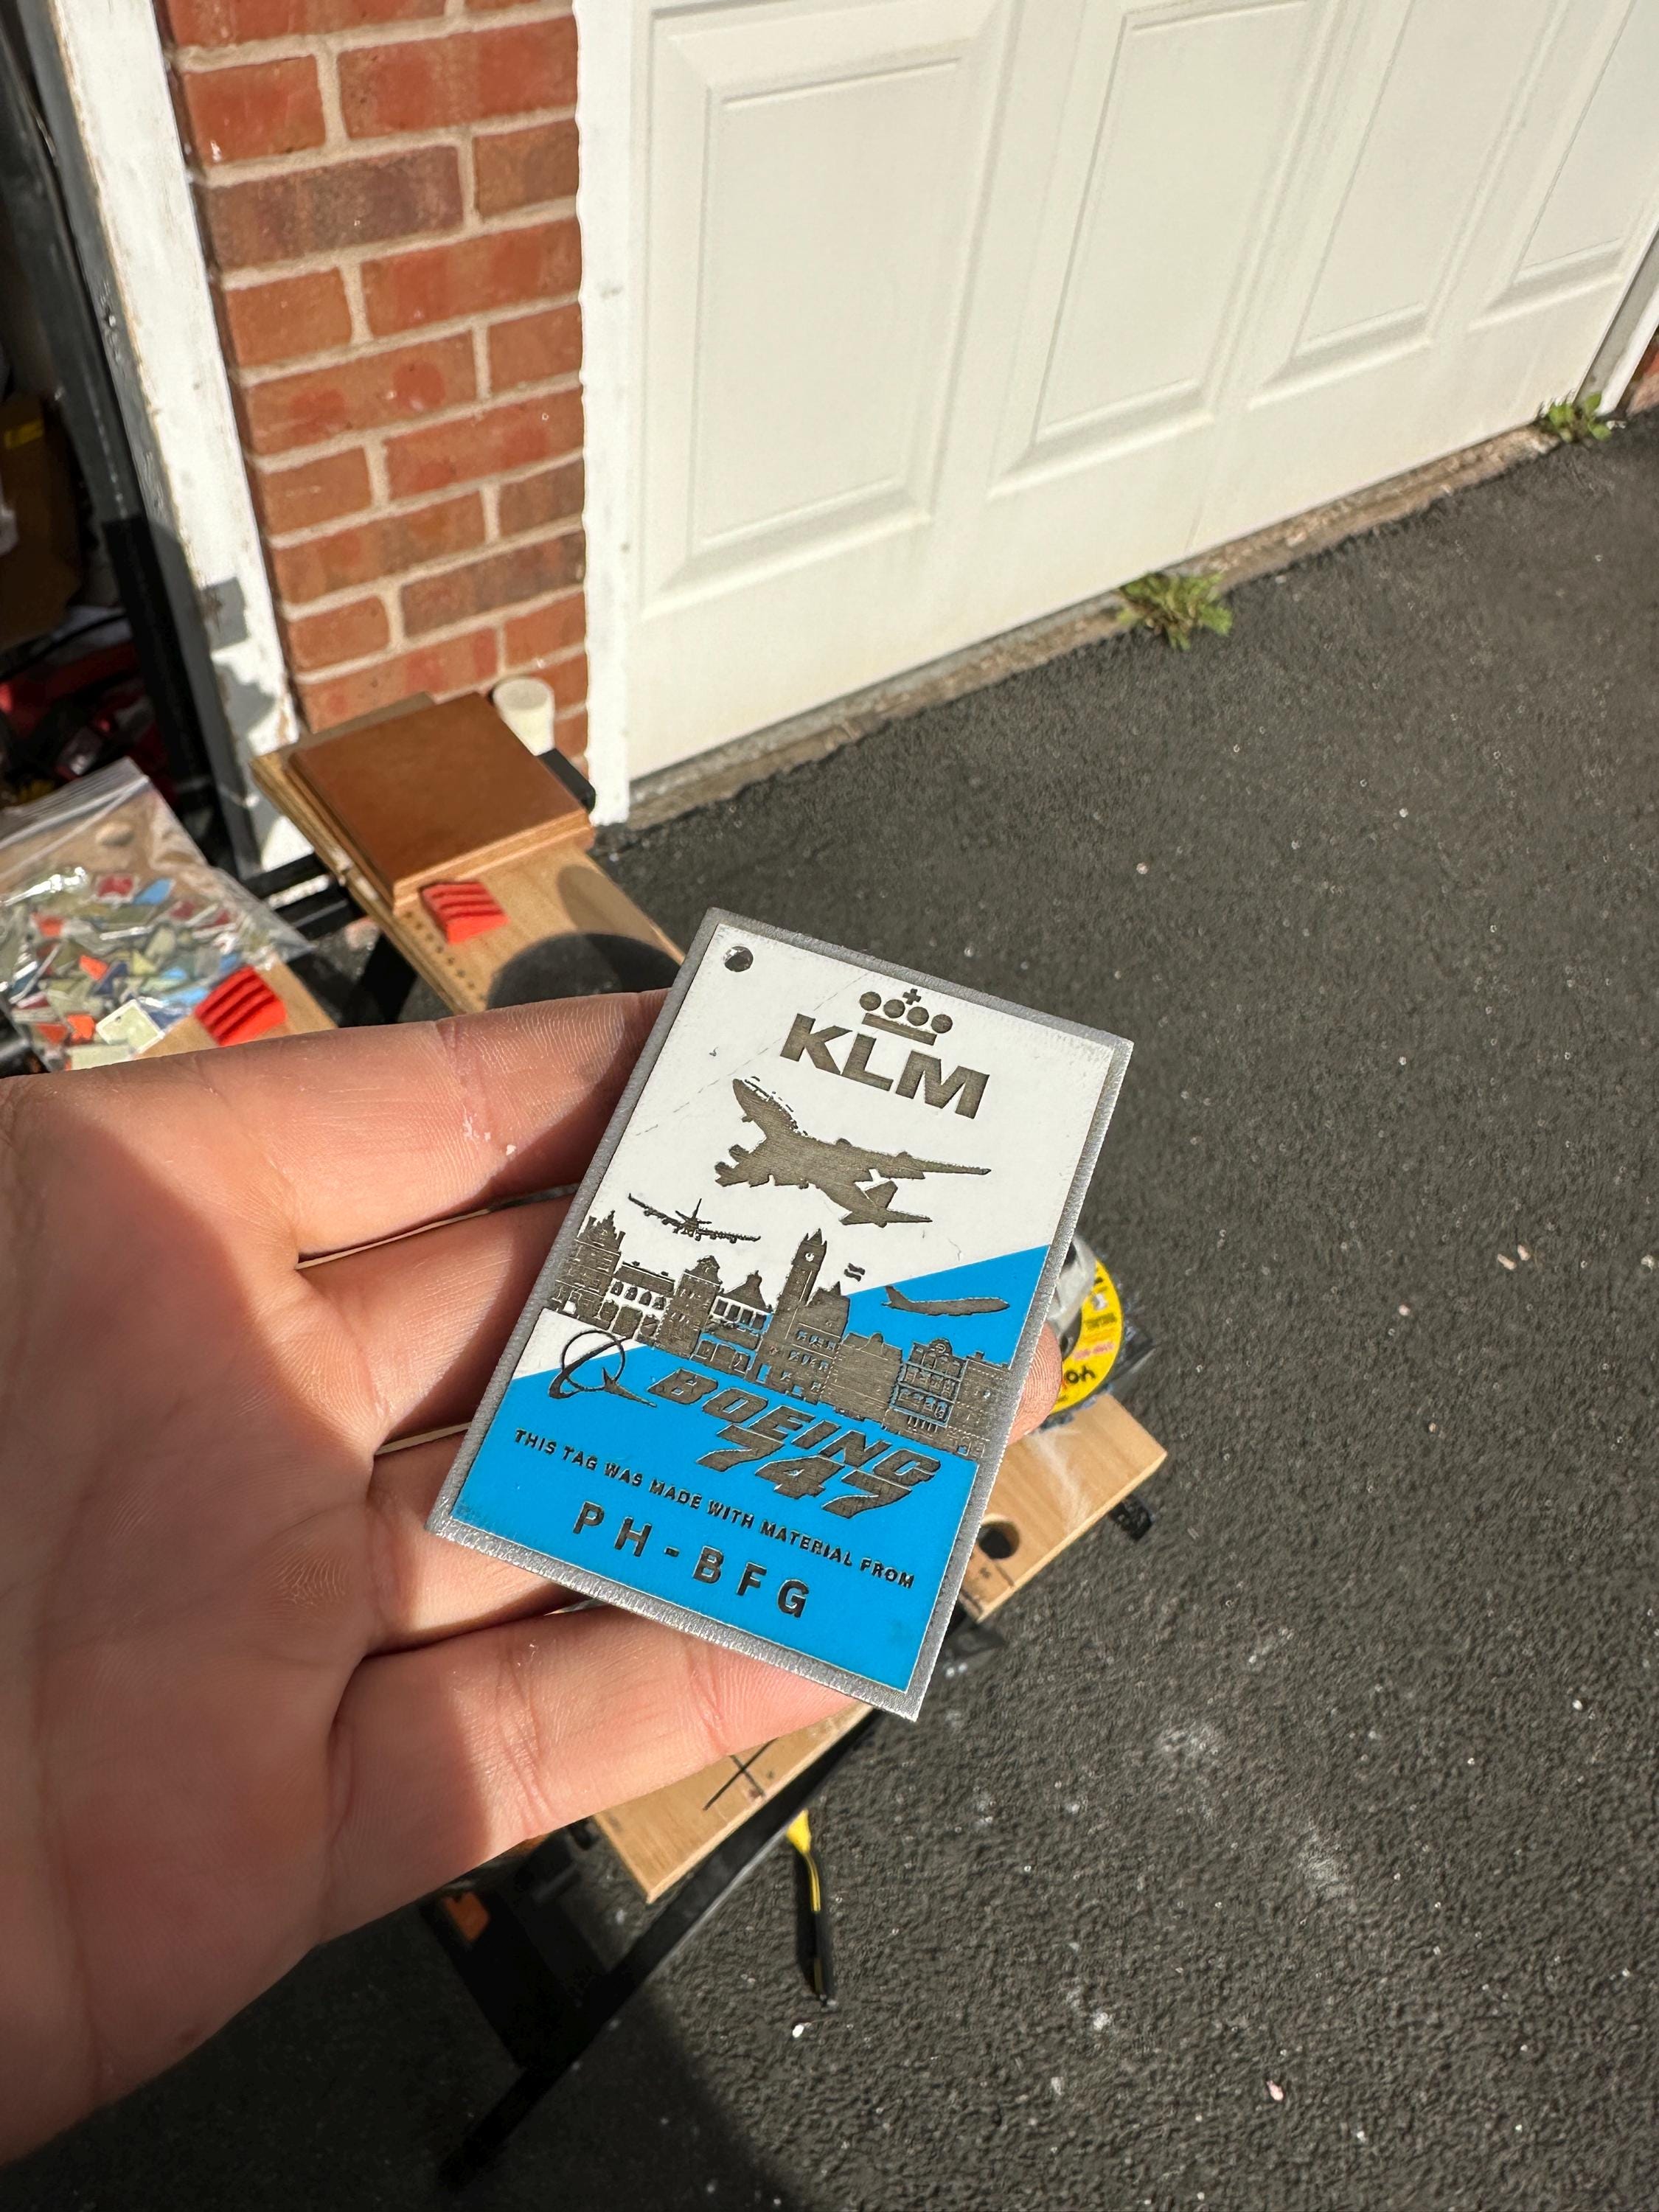 KLM
BOEING
747
THIS TAG WAS MADE WITH MATERIAL FROM
PH-BFG